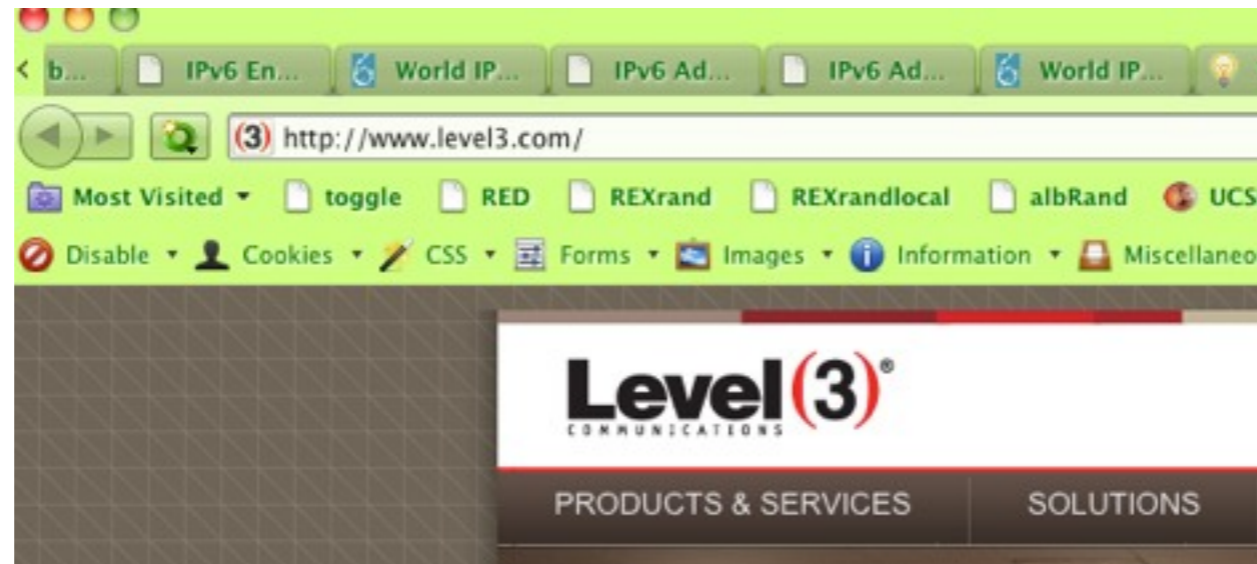 b... IPv6 En... World IP... IPv6 Ad... IPv6 Ad... World IP...
(3) http://www.level3.com/
Most Visited toggle RED REXrand REXrandlocal albRand UCS
Disable Cookies CSS Forms Images Information Miscellaneo
Level(3)®
COMMUNICATIONS
PRODUCTS & SERVICES SOLUTIONS